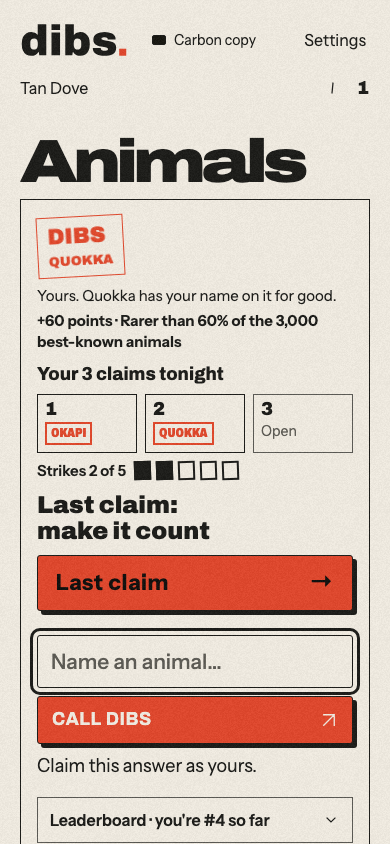 dibs.
Carbon copy
Settings
Tan Dove
/ 1
Animals
DIBS
QUOKKA
Yours. Quokka has your name on it for good.
+60 points · Rarer than 60% of the 3,000
best-known animals
Your 3 claims tonight
1
OKAPI
2
QUOKKA
3
Open
Strikes 2 of 5
Last claim:
make it count
Last claim →
Name an animal...
CALL DIBS
Claim this answer as yours.
Leaderboard · you're #4 so far